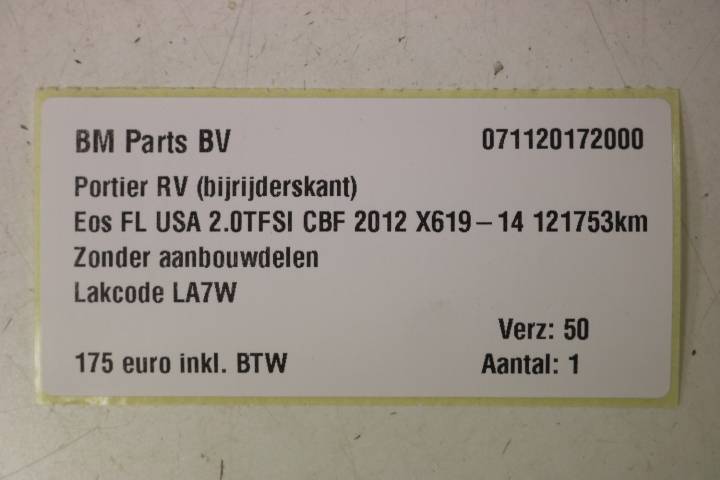 BM Parts BV 071120172000
Portier RV (bijrijderskant)
Eos FL USA 2.0TFSI CBF 2012 X619-14 121753km
Zonder aanbouwdelen
Lakcode LA7W
Verz: 50
175 euro inkl. BTW Aantal: 1